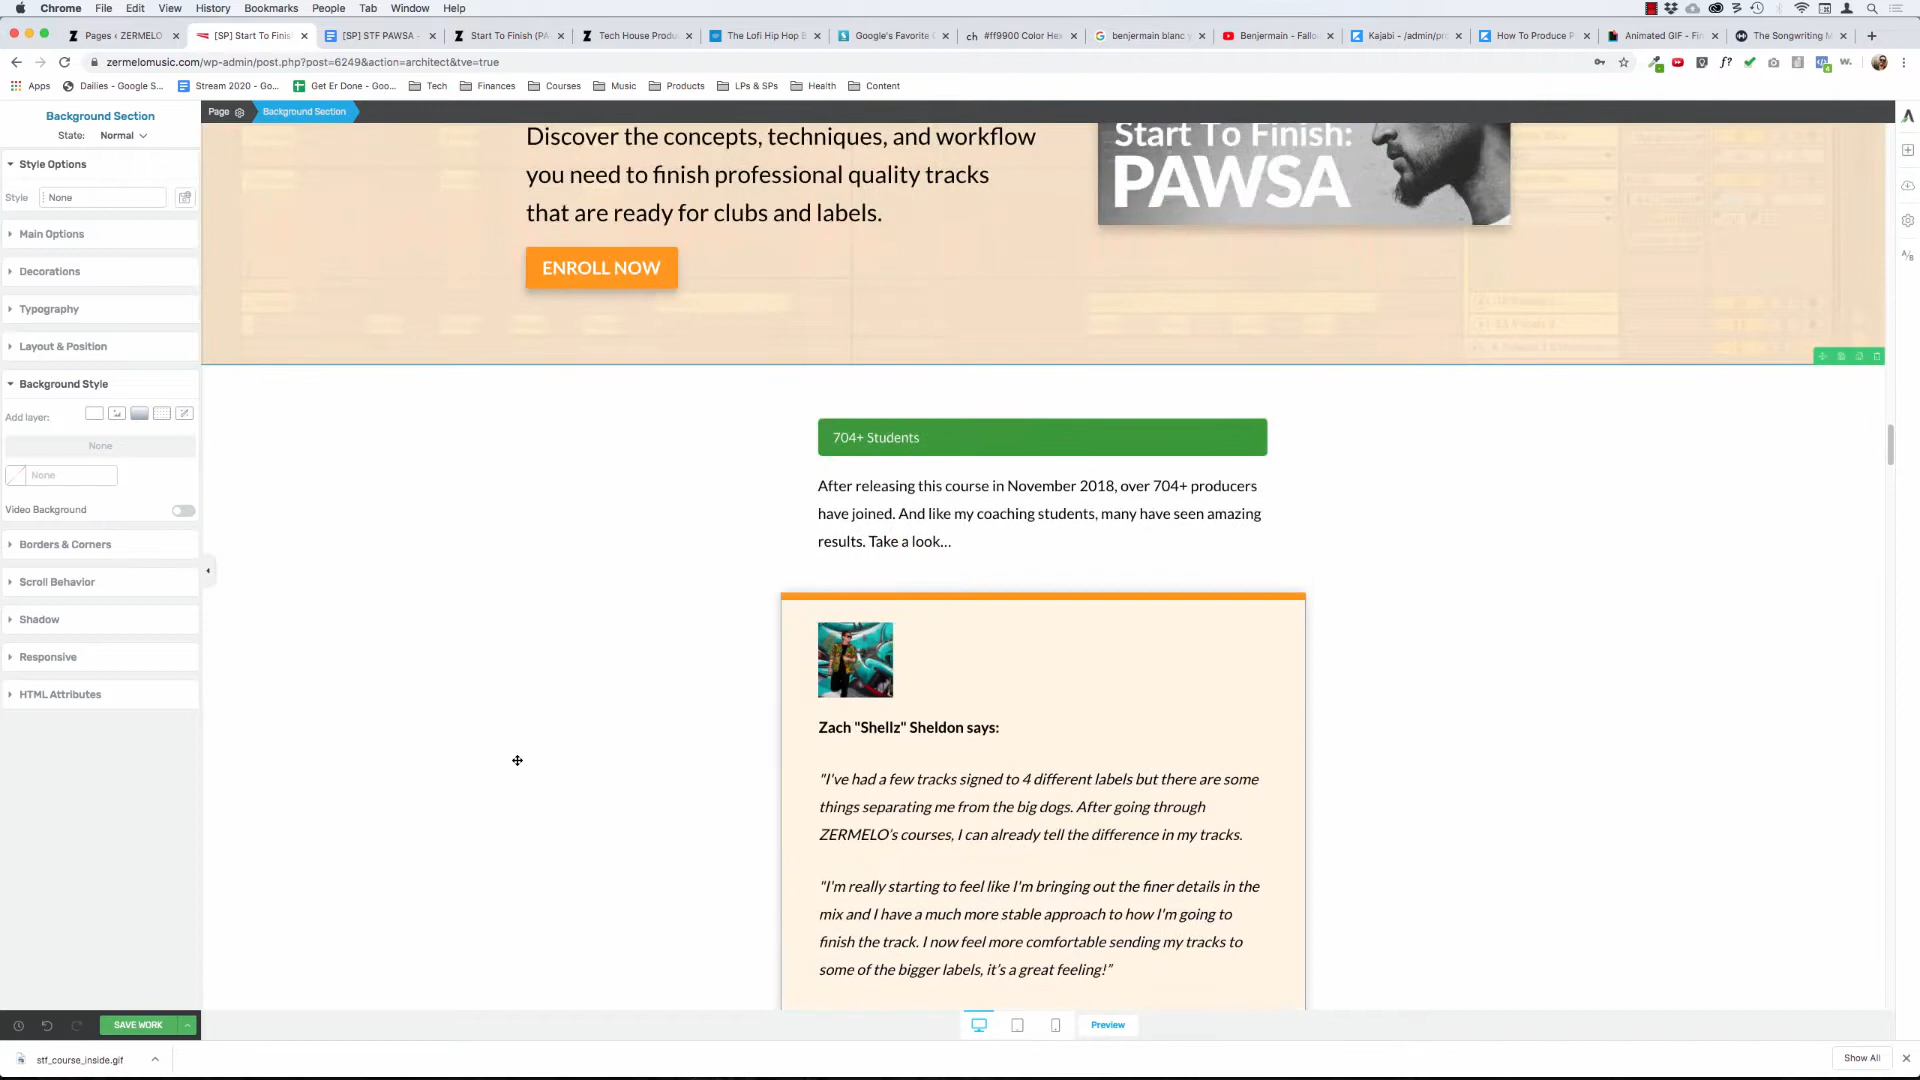 Chrome File Edit View History Bookmarks People Tab Window Help
Pages ‹ ZERMELO
[SP] Start To Finis
[SP] STF PAWSA -
Start To Finish (PA
Tech House Produ
The Lofi Hip Hop B
Google's Favorite C
#ff9900 Color Hex
benjermain blanc y
Benjermain - Fallo
Kajabi - /admin/pr
How To Produce P
Animated GIF - Fin
The Songwriting M
zermelomusic.com/wp-admin/post.php?post=6249&action=architect&tve=true
Apps
Dailies - Google S...
Stream 2020 - Go...
Get Er Done - Goo...
Tech
Finances
Courses
Music
Products
LPs & SPs
Health
Content
Background Section
State: Normal
Style Options
Style None
Main Options
Decorations
Typography
Layout & Position
Background Style
Add layer:
None
None
Video Background
Borders & Corners
Scroll Behavior
Shadow
Responsive
HTML Attributes
SAVE WORK
Page
Background Section
Discover the concepts, techniques, and workflow
you need to finish professional quality tracks
that are ready for clubs and labels.
ENROLL NOW
Start To Finish:
PAWSA
704+ Students
After releasing this course in November 2018, over 704+ producers
have joined. And like my coaching students, many have seen amazing
results. Take a look...
Zach "Shellz" Sheldon says:
"I've had a few tracks signed to 4 different labels but there are some
things separating me from the big dogs. After going through
ZERMELO's courses, I can already tell the difference in my tracks.
"I'm really starting to feel like I'm bringing out the finer details in the
mix and I have a much more stable approach to how I'm going to
finish the track. I now feel more comfortable sending my tracks to
some of the bigger labels, it's a great feeling!"
Preview
stf_course_inside.gif
Show All